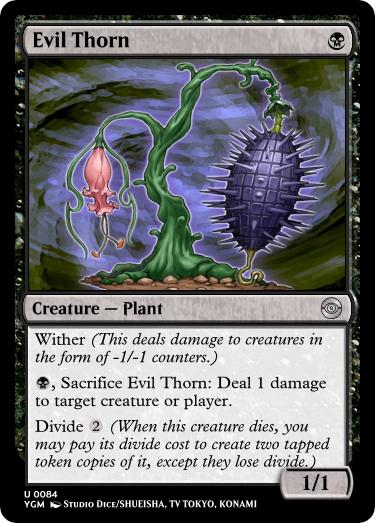 Evil Thorn
Creature — Plant
Wither (This deals damage to creatures in
the form of -1/-1 counters.)
, Sacrifice Evil Thorn: Deal 1 damage
to target creature or player.
Divide 2 (When this creature dies, you
may pay its divide cost to create two tapped
token copies of it, except they lose divide.)
1/1
U 0084
YGM Studio Dice/SHUEISHA, TV TOKYO, KONAMI